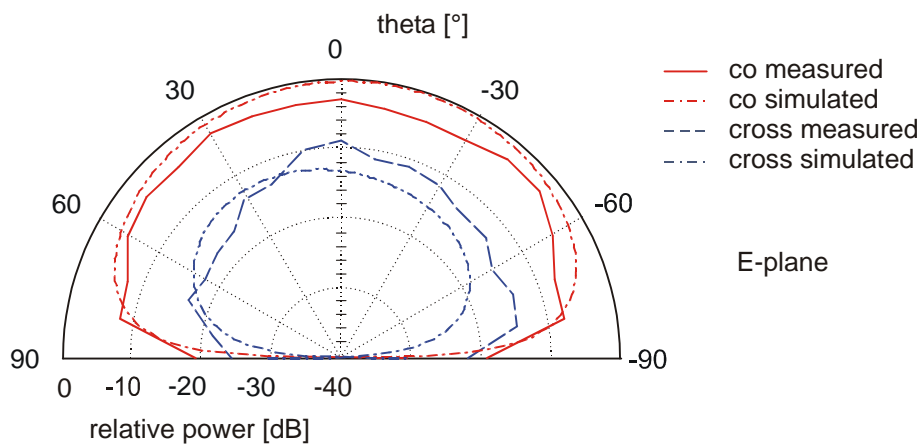 theta [°]
0
30
-30
60
-60
90
-90
0
-10
-20
-30
-40
relative power [dB]
co measured
co simulated
cross measured
cross simulated
E-plane